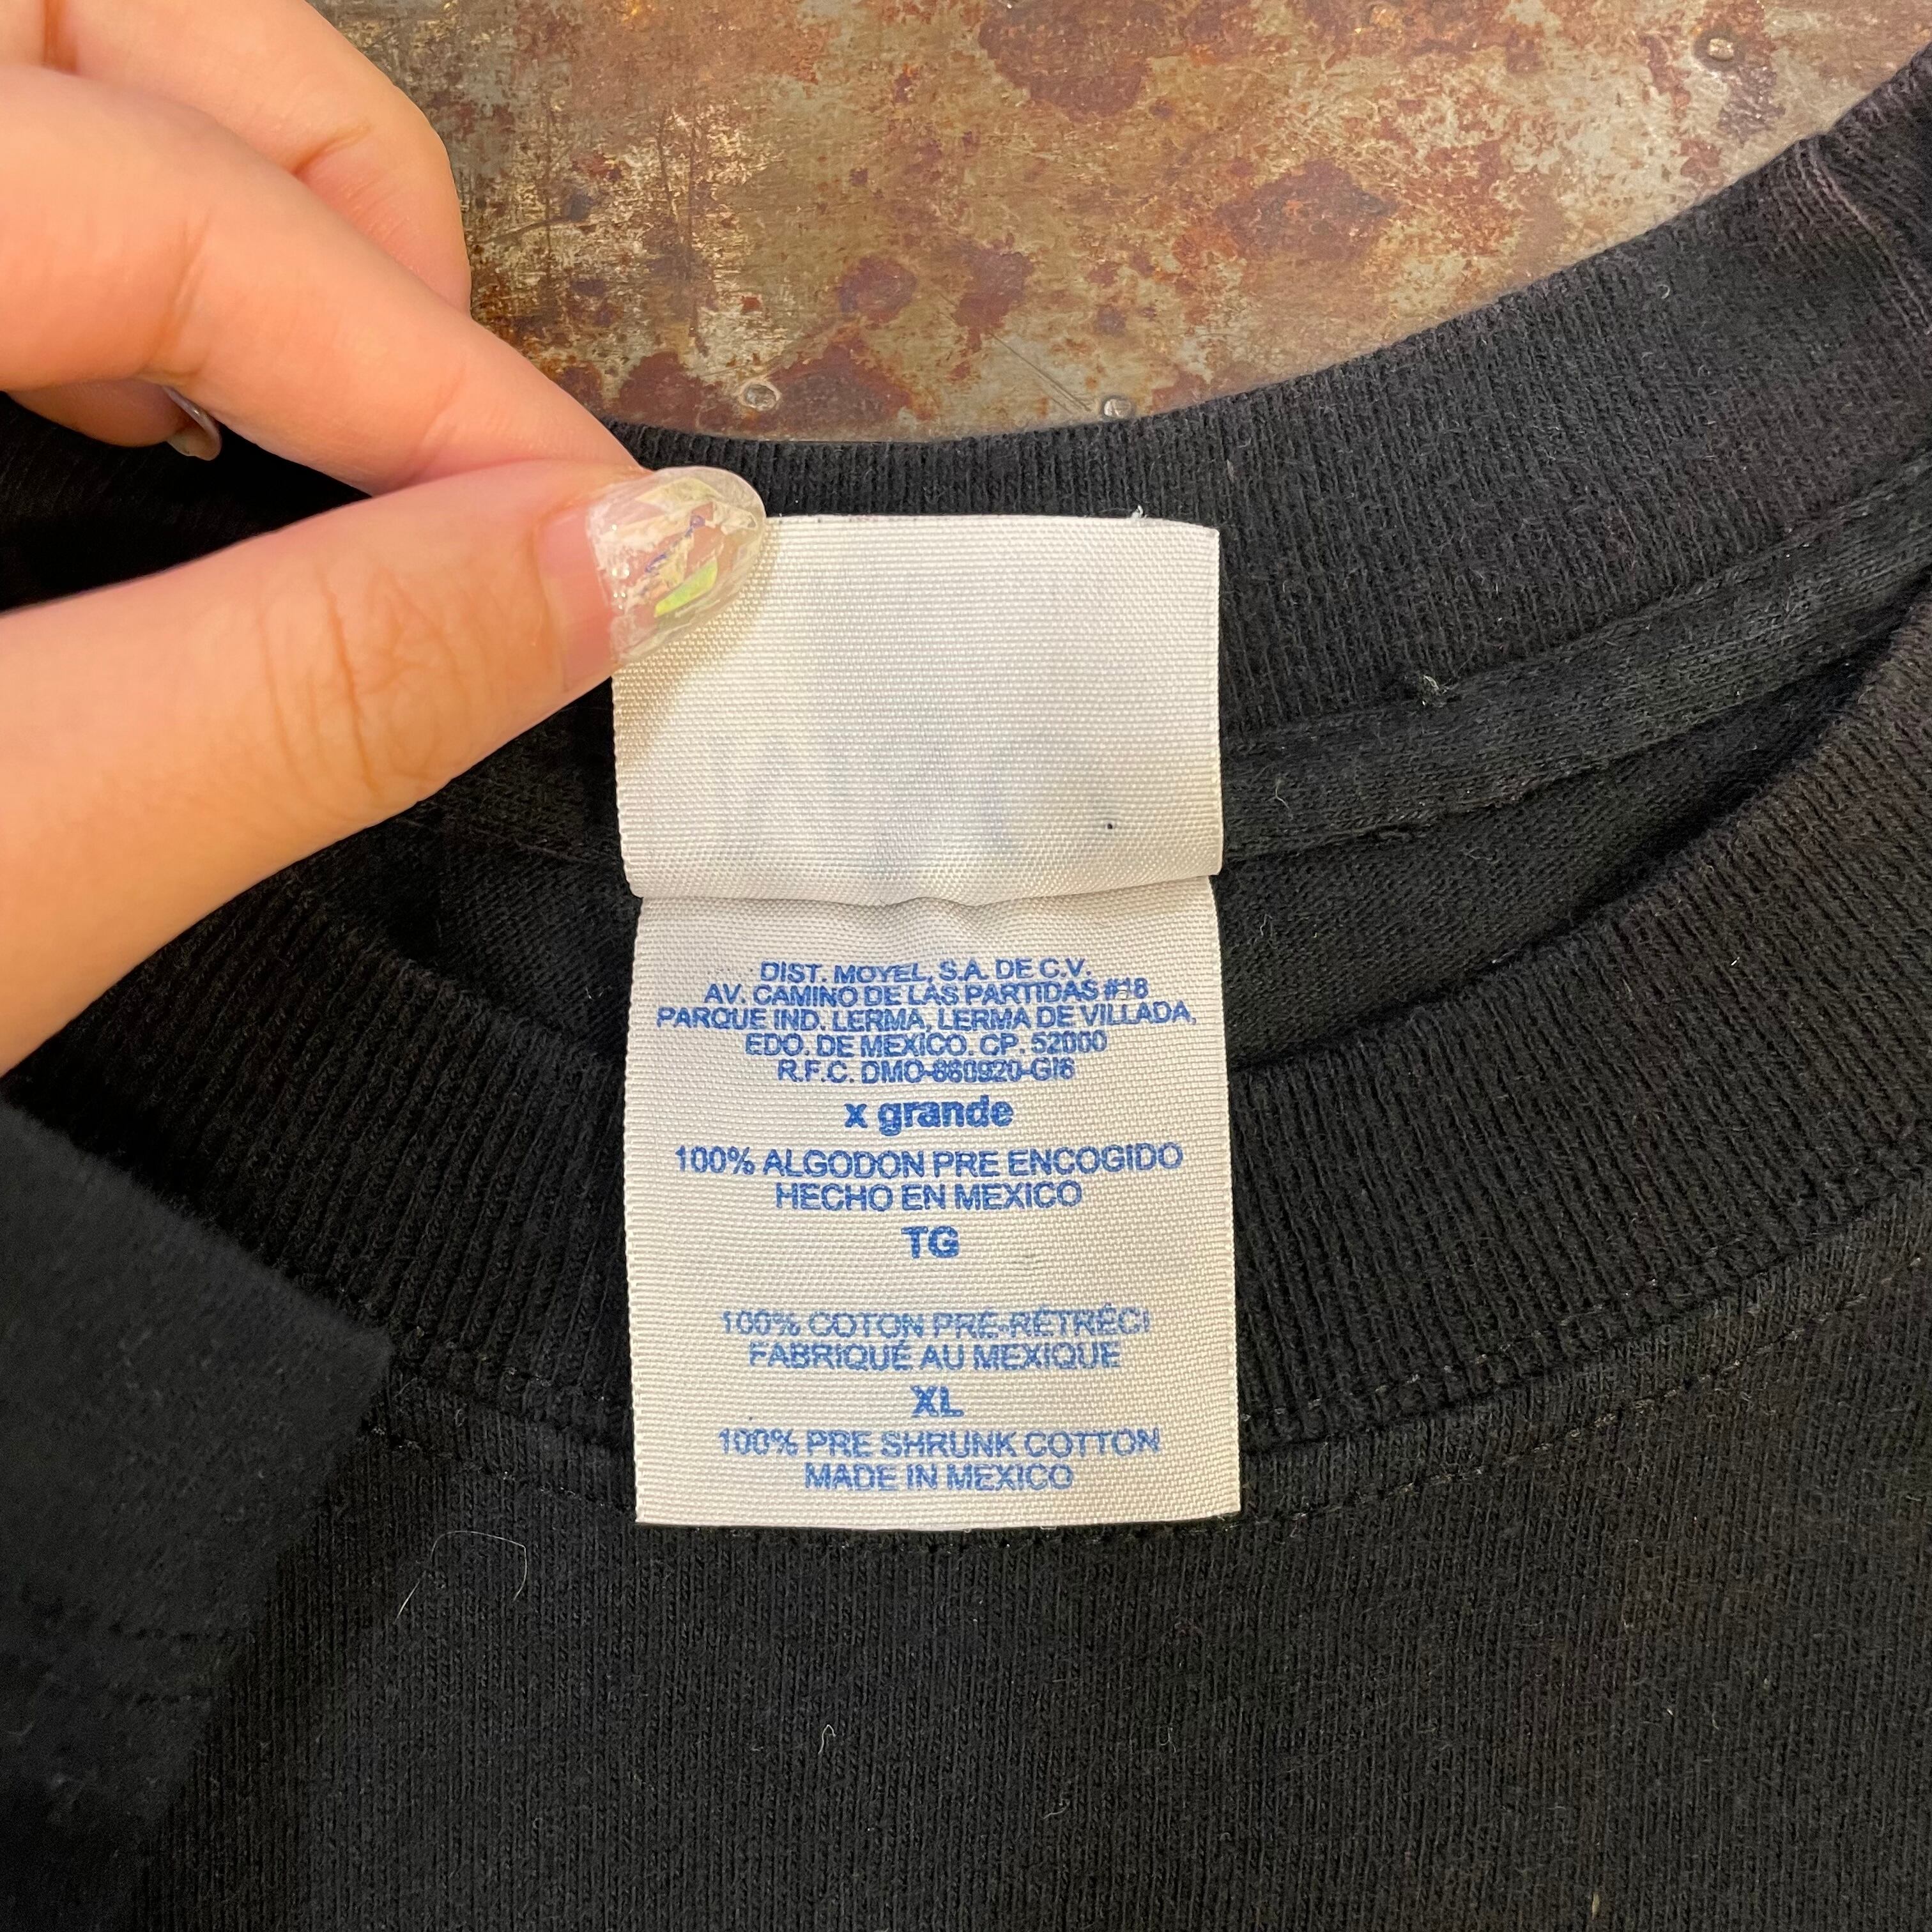 DIST. MOYEL, S.A. DE C.V.
AV. CAMINO DE LAS PARTIDAS #18
PARQUE IND. LERMA, LERMA DE VILLADA,
EDO. DE MEXICO. CP. 52000
R.F.C. DMO-880920-GI6
x grande
100% ALGODON PRE ENCOGIDO
HECHO EN MEXICO
TG
100% COTON PRÉ-RÉTRÉCI
FABRIQUÉ AU MEXIQUE
XL
100% PRE SHRUNK COTTON
MADE IN MEXICO